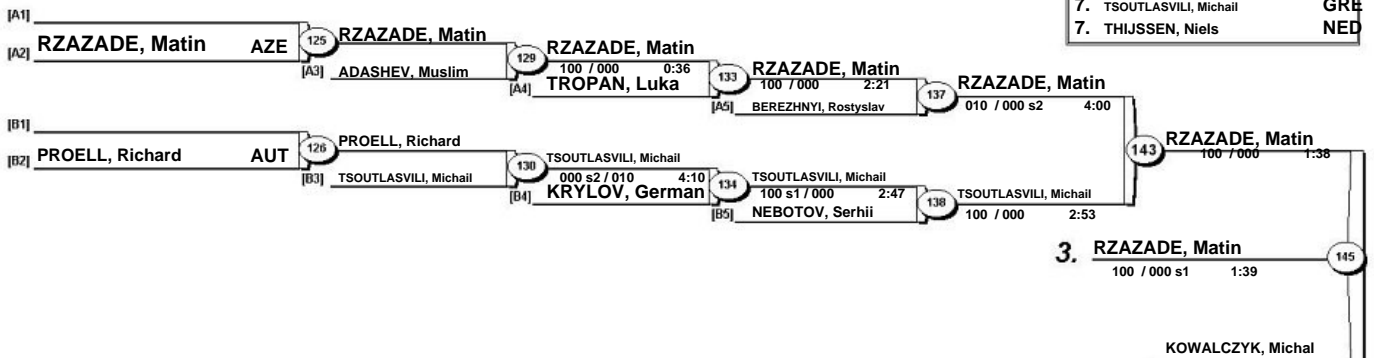 7. TSOUTLASVILI, Michail GRE
7. THIJSSEN, Niels NED
[A1]
[A2] RZAZADE, Matin AZE
125
RZAZADE, Matin
[A3] ADASHEV, Muslim
129
RZAZADE, Matin
100 / 000 0:36
[A4] TROPAN, Luka
133
RZAZADE, Matin
100 / 000 2:21
[A5] BEREZHNYI, Rostyslav
137
RZAZADE, Matin
010 / 000 s2 4:00
[B1]
[B2] PROELL, Richard AUT
126
PROELL, Richard
[B3] TSOUTLASVILI, Michail
130
TSOUTLASVILI, Michail
000 s2 / 010 4:10
[B4] KRYLOV, German
134
TSOUTLASVILI, Michail
100 s1 / 000 2:47
[B5] NEBOTOV, Serhii
138
TSOUTLASVILI, Michail
100 / 000 2:53
143
RZAZADE, Matin
100 / 000 1:38
3. RZAZADE, Matin
100 / 000 s1 1:39
145
KOWALCZYK, Michal